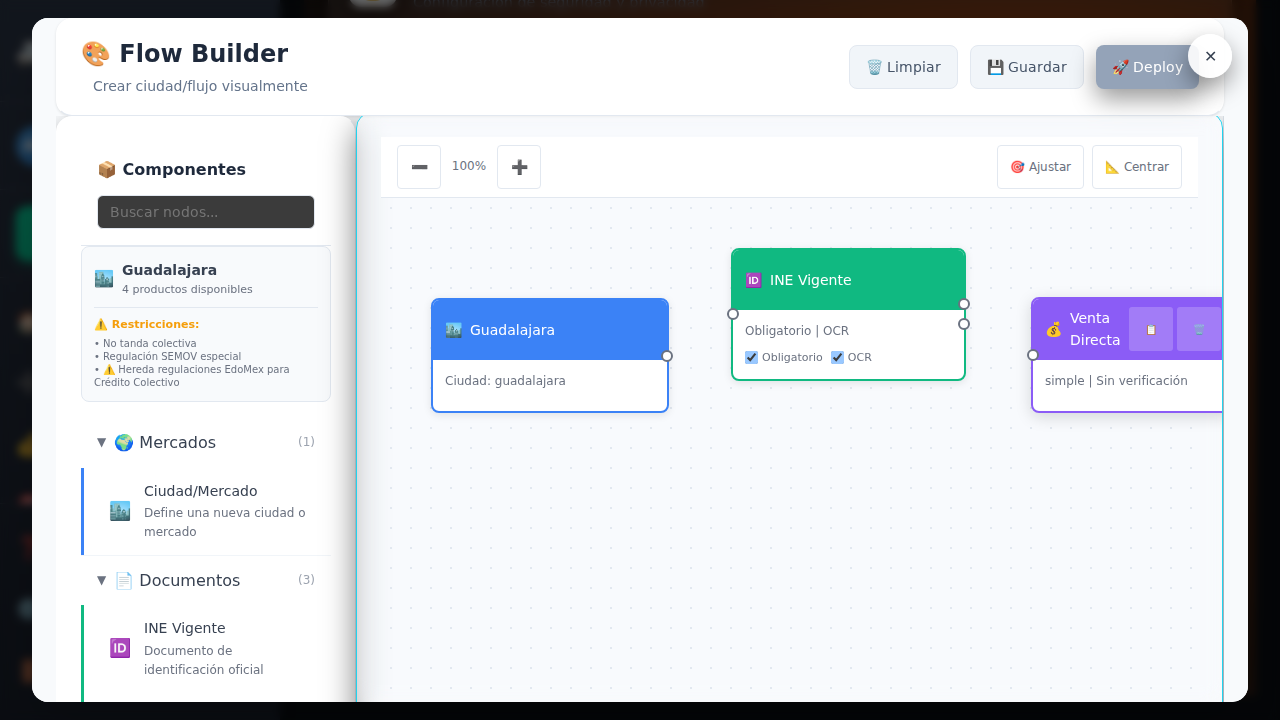 Flow Builder
Crear ciudad/flujo visualmente
Limpiar
Guardar
Deploy
×
Componentes
Buscar nodos...
Guadalajara
4 productos disponibles
Restricciones:
• No tanda colectiva
• Regulación SEMOV especial
• ⚠️ Hereda regulaciones EdoMex para
Crédito Colectivo
▼ Mercados (1)
Ciudad/Mercado
Define una nueva ciudad o
mercado
▼ Documentos (3)
INE Vigente
Documento de
identificación oficial
100%
Ajustar
Centrar
Guadalajara
Ciudad: guadalajara
INE Vigente
Obligatorio | OCR
Obligatorio OCR
Venta
Directa
simple | Sin verificación